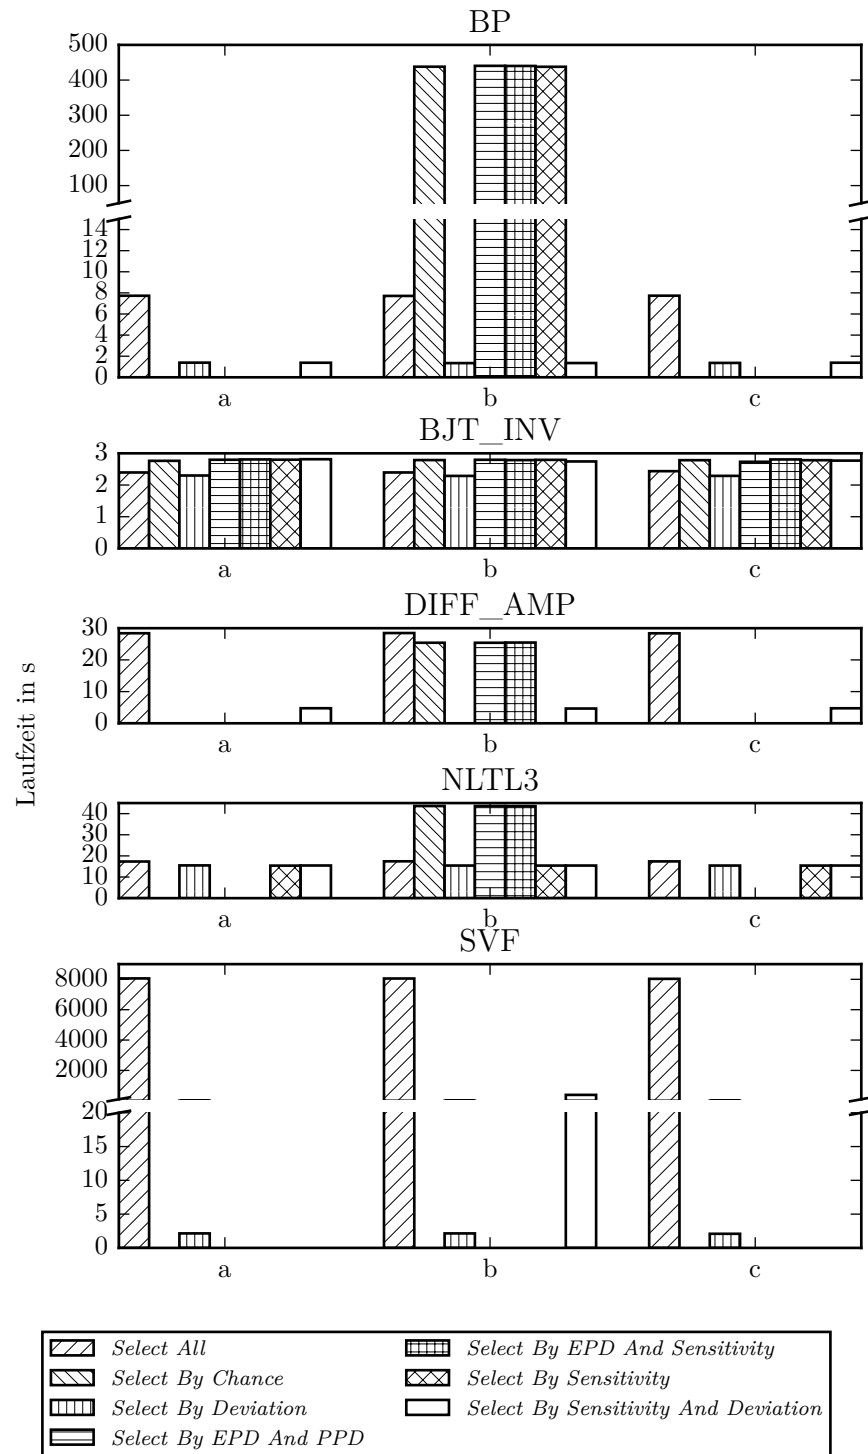 BP
500
400
300
200
100
14
12
10
8
6
4
2
0
a b c
BJT_INV
3
2
1
0
a b c
DIFF_AMP
30
20
10
0
a b c
Laufzeit in s
NLTL3
40
30
20
10
0
a b c
SVF
8000
6000
4000
2000
20
15
10
5
0
a b c
Select All
Select By Chance
Select By Deviation
Select By EPD And PPD
Select By EPD And Sensitivity
Select By Sensitivity
Select By Sensitivity And Deviation